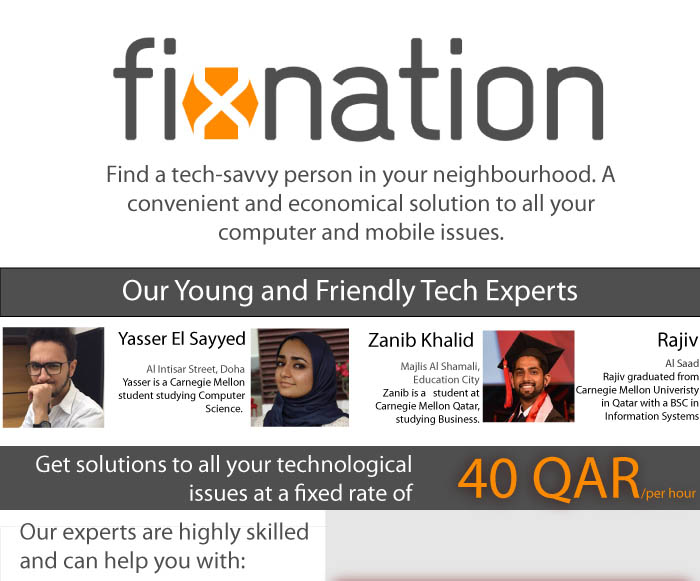 fixnation
Find a tech-savvy person in your neighbourhood. A
convenient and economical solution to all your
computer and mobile issues.
Our Young and Friendly Tech Experts
Yasser El Sayyed
Al Intisar Street, Doha
Yasser is a Carnegie Mellon
student studying Computer
Science.
Zanib Khalid
Majlis Al Shamali,
Education City
Zanib is a student at
Carnegie Mellon Qatar,
studying Business.
Rajiv
Al Saad
Rajiv graduated from
Carnegie Mellon Univeristy
in Qatar with a BSC in
Information Systems
Get solutions to all your technological
issues at a fixed rate of
40 QAR/per hour
Our experts are highly skilled
and can help you with: